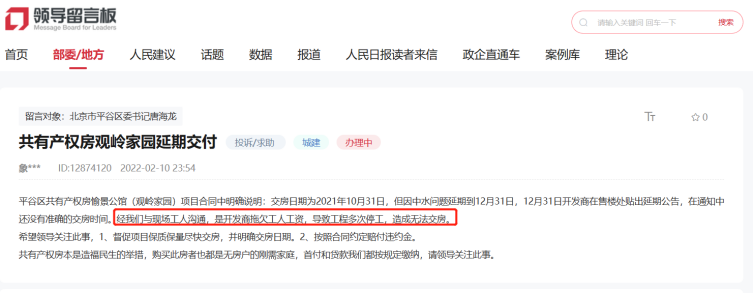 领导留言板
Message Board for Leaders
请输入关键词 回车一下 搜索
首页 部委/地方 人民建议 话题 数据 报道 人民日报读者来信 政企直通车 案例库 理论
留言对象：北京市平谷区委书记唐海龙
0
共有产权房观岭家园延期交付 投诉/求助 城建 办理中
象*** ID:12874120 2022-02-10 23:54
平谷区共有产权房愉景公馆（观岭家园）项目合同中明确说明：交房日期为2021年10月31日，但因中水问题延期到12月31日，12月31日开发商在售楼处贴出延期公告，在通知中
还没有准确的交房时间。经我们与现场工人沟通，是开发商拖欠工人工资，导致工程多次停工，造成无法交房。
希望领导关注此事，1、督促项目保质保量尽快交房，并明确交房日期。2、按照合同约定赔付违约金。
共有产权房本是造福民生的举措，购买此房者也都是无房户的刚需家庭，首付和贷款我们都按规定缴纳，请领导关注此事。